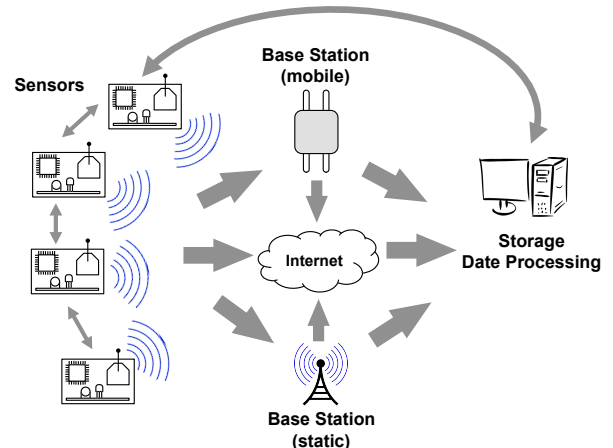 Base Station
(mobile)
Sensors
Internet
Storage
Date Processing
Base Station
(static)